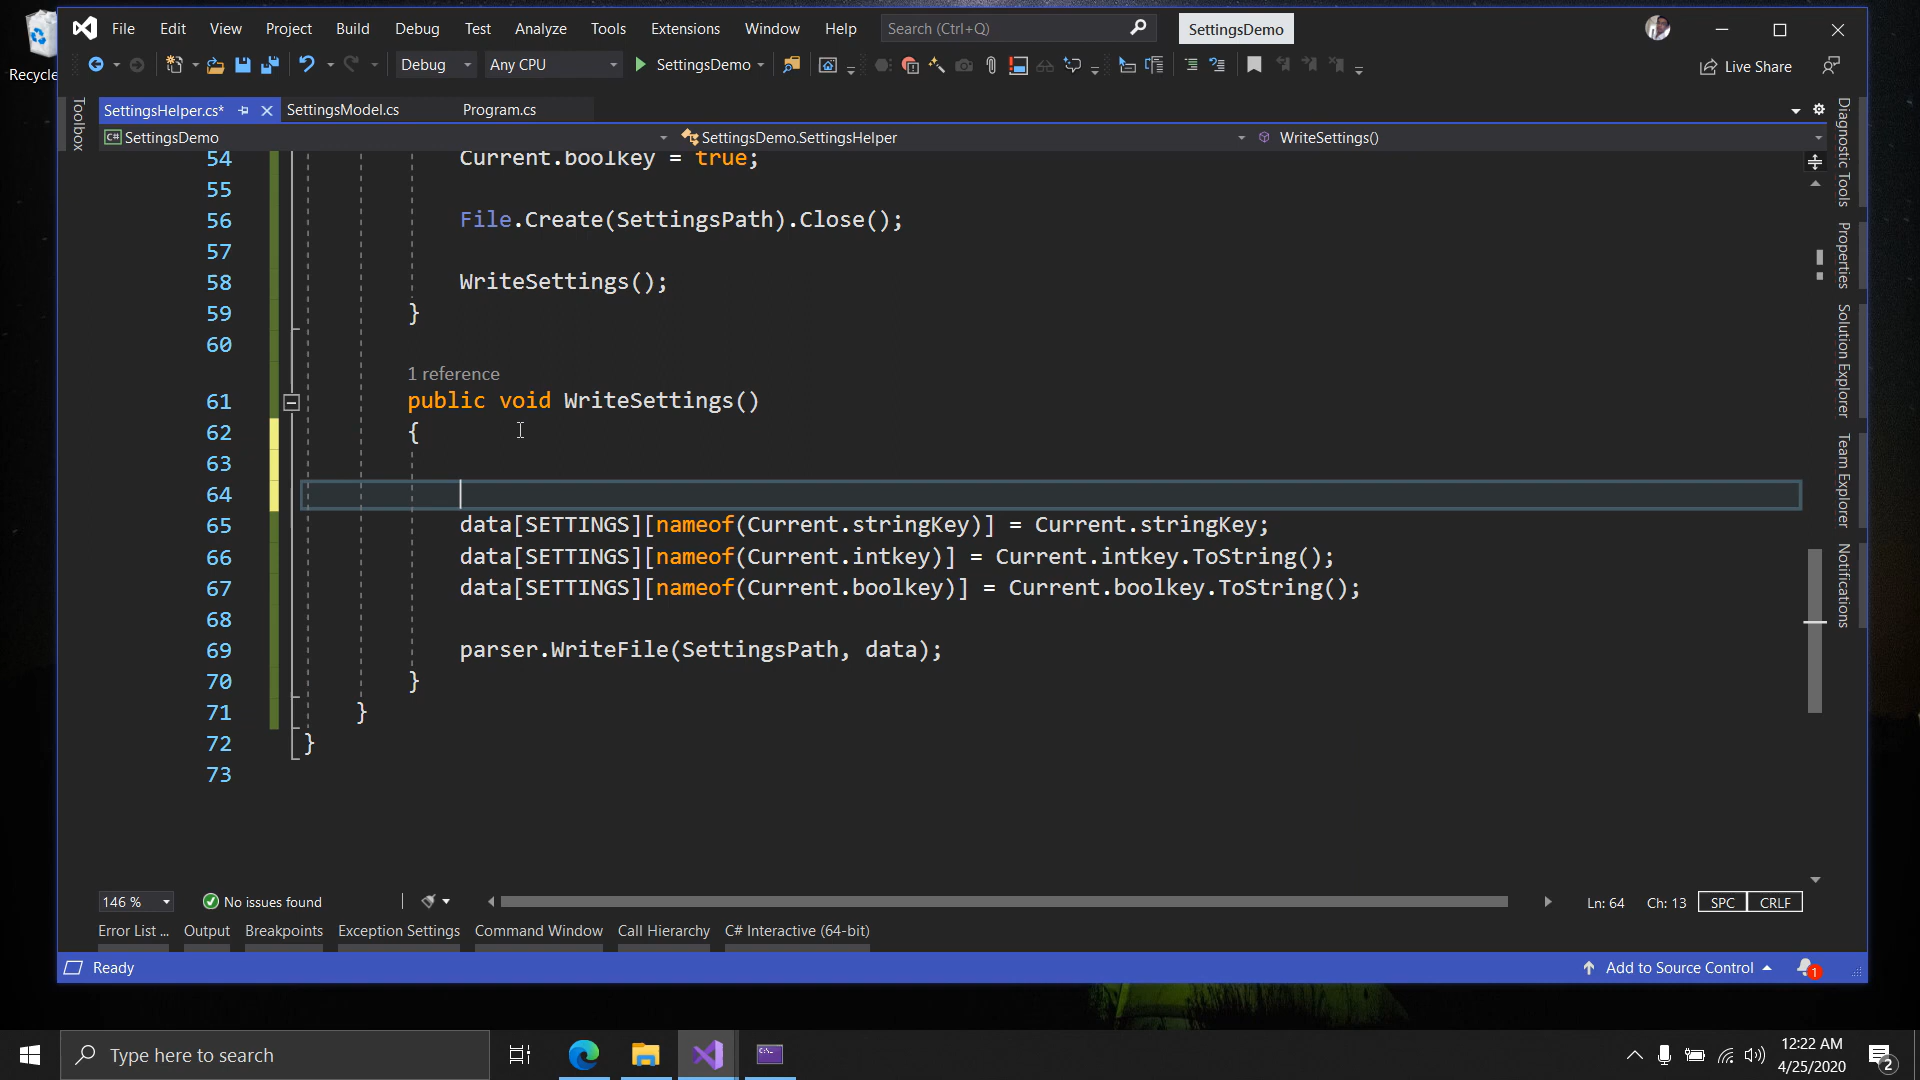 Recycle
File Edit View Project Build Debug Test Tools Analyze Extensions Window Help Search (Ctrl+Q) SettingsDemo
Debug Any CPU SettingsDemo Live Share
SettingsHelper.cs* SettingsModel.cs Program.cs
Toolbox
SettingsDemo SettingsDemo.SettingsHelper WriteSettings()
54 Current.boolkey = true;
55
56 File.Create(SettingsPath).Close();
57
58 WriteSettings();
59 }
60
1 reference
61 public void WriteSettings()
62 {
63
64
65 data[SETTINGS][nameof(Current.stringKey)] = Current.stringKey;
66 data[SETTINGS][nameof(Current.intkey)] = Current.intkey.ToString();
67 data[SETTINGS][nameof(Current.boolkey)] = Current.boolkey.ToString();
68
69 parser.WriteFile(SettingsPath, data);
70 }
71 }
72 }
73
Diagnostic Tools
Properties
Solution Explorer
Team Explorer
Notifications
146 % No issues found Ln: 64 Ch: 13 SPC CRLF
Error List ... Output Breakpoints Exception Settings Command Window Call Hierarchy C# Interactive (64-bit)
Ready Add to Source Control 1
Type here to search
12:22 AM
4/25/2020
2